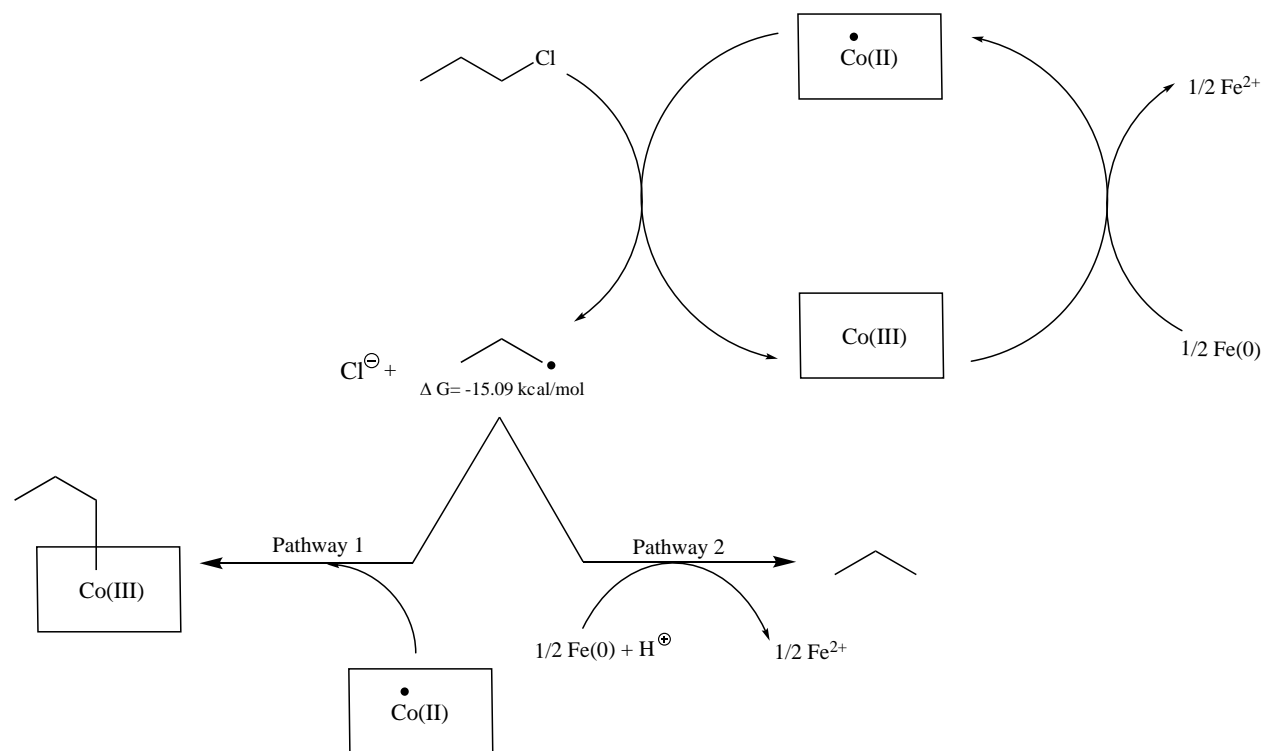 Cl
Co(II)
1/2 Fe²⁺
Co(III)
1/2 Fe(0)
Cl⊖ +
Δ G= -15.09 kcal/mol
Pathway 1
Pathway 2
Co(III)
1/2 Fe(0) + H⊕
1/2 Fe²⁺
Co(II)